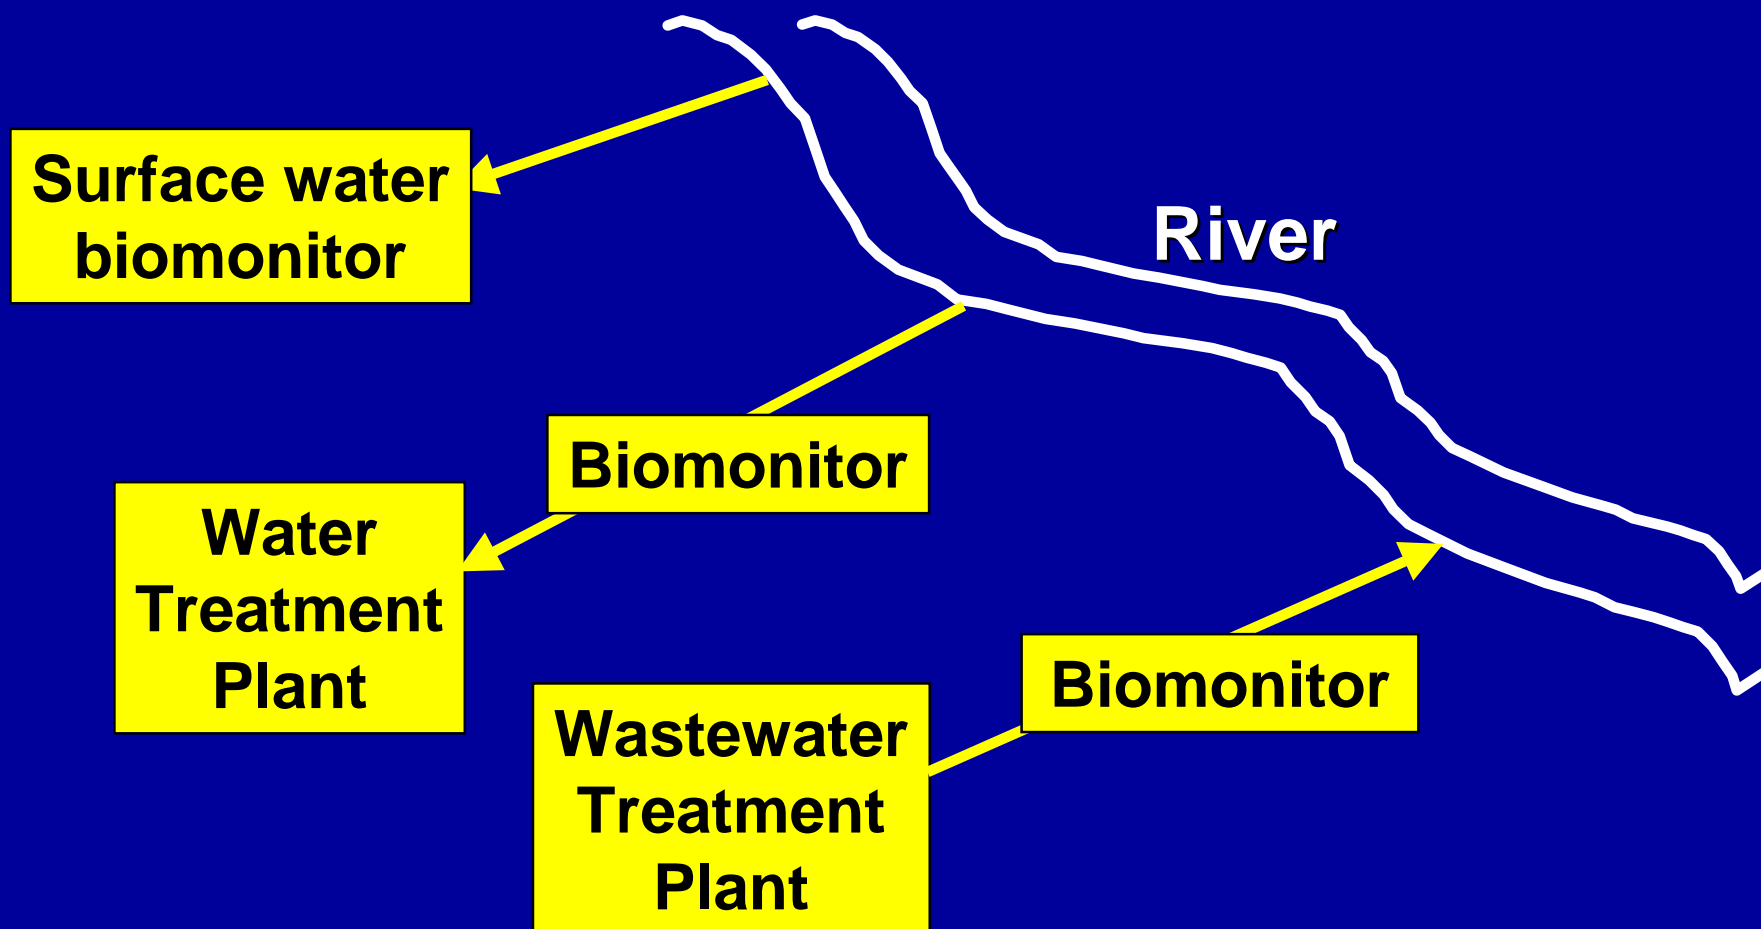 Surface water
biomonitor
River
Biomonitor
Water
Treatment
Plant
Biomonitor
Wastewater
Treatment
Plant